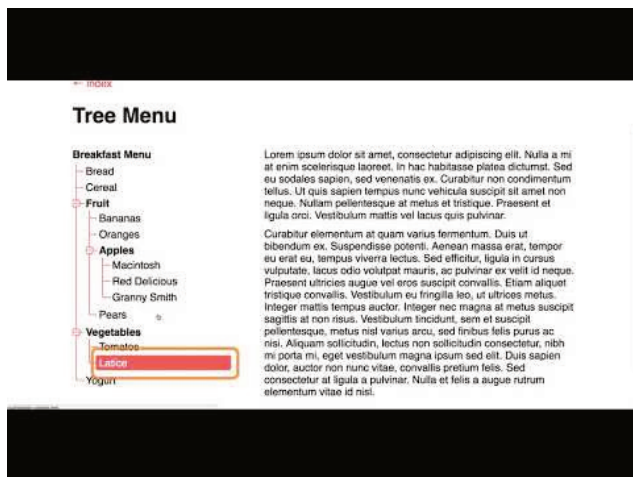 ← Index
Tree Menu
Breakfast Menu
Bread
Cereal
Fruit
Bananas
Oranges
Apples
Macintosh
Red Delicious
Granny Smith
Pears
Vegetables
Tomatos
Latice
Yogurt
Lorem ipsum dolor sit amet, consectetur adipiscing elit. Nulla a mi
at enim scelerisque laoreet. In hac habitasse platea dictumst. Sed
eu sodales sapien, sed venenatis ex. Curabitur non condimentum
tellus. Ut quis sapien tempus nunc vehicula suscipit sit amet non
neque. Nullam pellentesque at metus et tristique. Praesent et
ligula orci. Vestibulum mattis vel lacus quis pulvinar.
Curabitur elementum at quam varius fermentum. Duis ut
bibendum ex. Suspendisse potenti. Aenean massa erat, tempor
eu erat eu, tempus viverra lectus. Sed efficitur, ligula in cursus
vulputate, lacus odio volutpat mauris, ac pulvinar ex velit id neque.
Praesent ultricies augue vel eros suscipit convallis. Etiam aliquet
tristique convallis. Vestibulum eu fringilla leo, ut ultrices metus.
Integer mattis tempus auctor. Integer nec magna at metus suscipit
sagittis at non risus. Vestibulum tincidunt, sem et suscipit
pellentesque, metus nisl varius arcu, sed finibus felis purus ac
nisi. Aliquam sollicitudin, lectus non sollicitudin consectetur, nibh
mi porta mi, eget vestibulum magna ipsum sed elit. Duis sapien
dolor, auctor non nunc vitae, convallis pretium felis. Sed
consectetur at ligula a pulvinar. Nulla et felis a augue rutrum
elementum vitae id nisl.